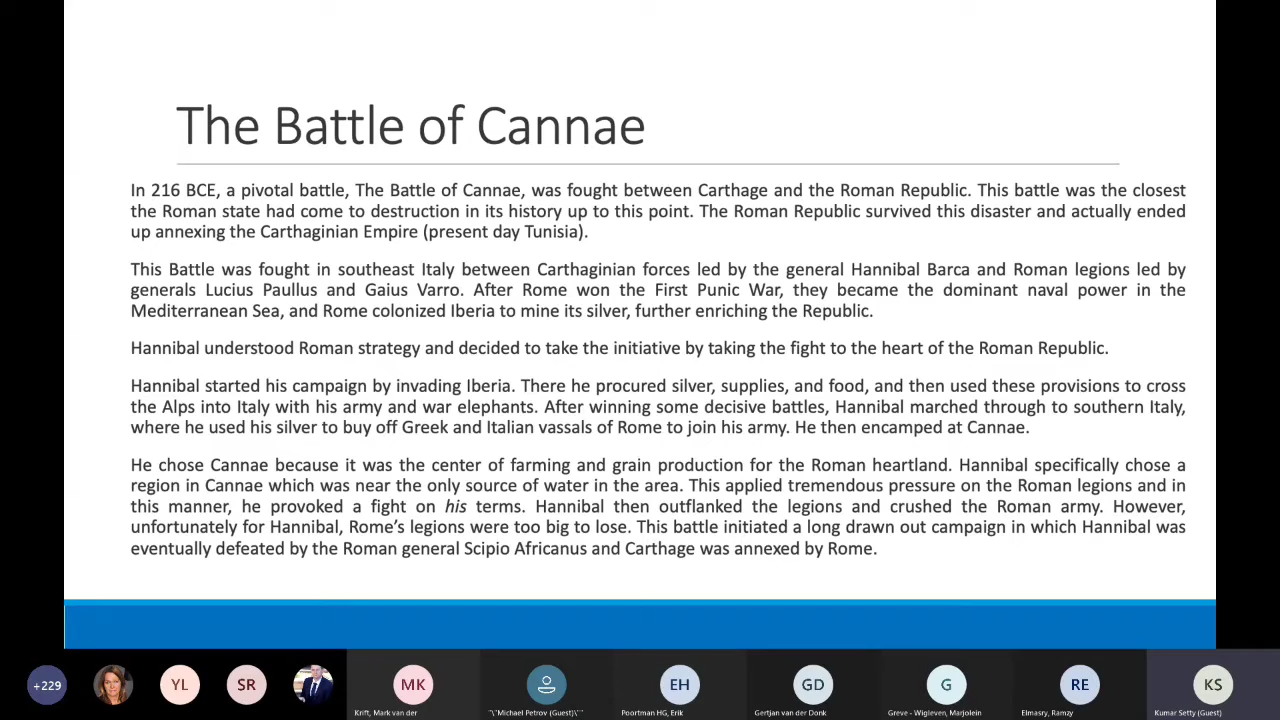 The Battle of Cannae
In 216 BCE, a pivotal battle, The Battle of Cannae, was fought between Carthage and the Roman Republic. This battle was the closest
the Roman state had come to destruction in its history up to this point. The Roman Republic survived this disaster and actually ended
up annexing the Carthaginian Empire (present day Tunisia).
This Battle was fought in southeast Italy between Carthaginian forces led by the general Hannibal Barca and Roman legions led by
generals Lucius Paullus and Gaius Varro. After Rome won the First Punic War, they became the dominant naval power in the
Mediterranean Sea, and Rome colonized Iberia to mine its silver, further enriching the Republic.
Hannibal understood Roman strategy and decided to take the initiative by taking the fight to the heart of the Roman Republic.
Hannibal started his campaign by invading Iberia. There he procured silver, supplies, and food, and then used these provisions to cross
the Alps into Italy with his army and war elephants. After winning some decisive battles, Hannibal marched through to southern Italy,
where he used his silver to buy off Greek and Italian vassals of Rome to join his army. He then encamped at Cannae.
He chose Cannae because it was the center of farming and grain production for the Roman heartland. Hannibal specifically chose a
region in Cannae which was near the only source of water in the area. This applied tremendous pressure on the Roman legions and in
this manner, he provoked a fight on his terms. Hannibal then outflanked the legions and crushed the Roman army. However,
unfortunately for Hannibal, Rome's legions were too big to lose. This battle initiated a long drawn out campaign in which Hannibal was
eventually defeated by the Roman general Scipio Africanus and Carthage was annexed by Rome.
+229 YL SR MK EH GD G RE KS
Krift, Mark van der "\"Michael Petrov (Guest)\"" Poortman HG, Erik Gertjan van der Donk Greve - Wigleven, Marjolein Elmasry, Ramzy Kumar Setty (Guest)